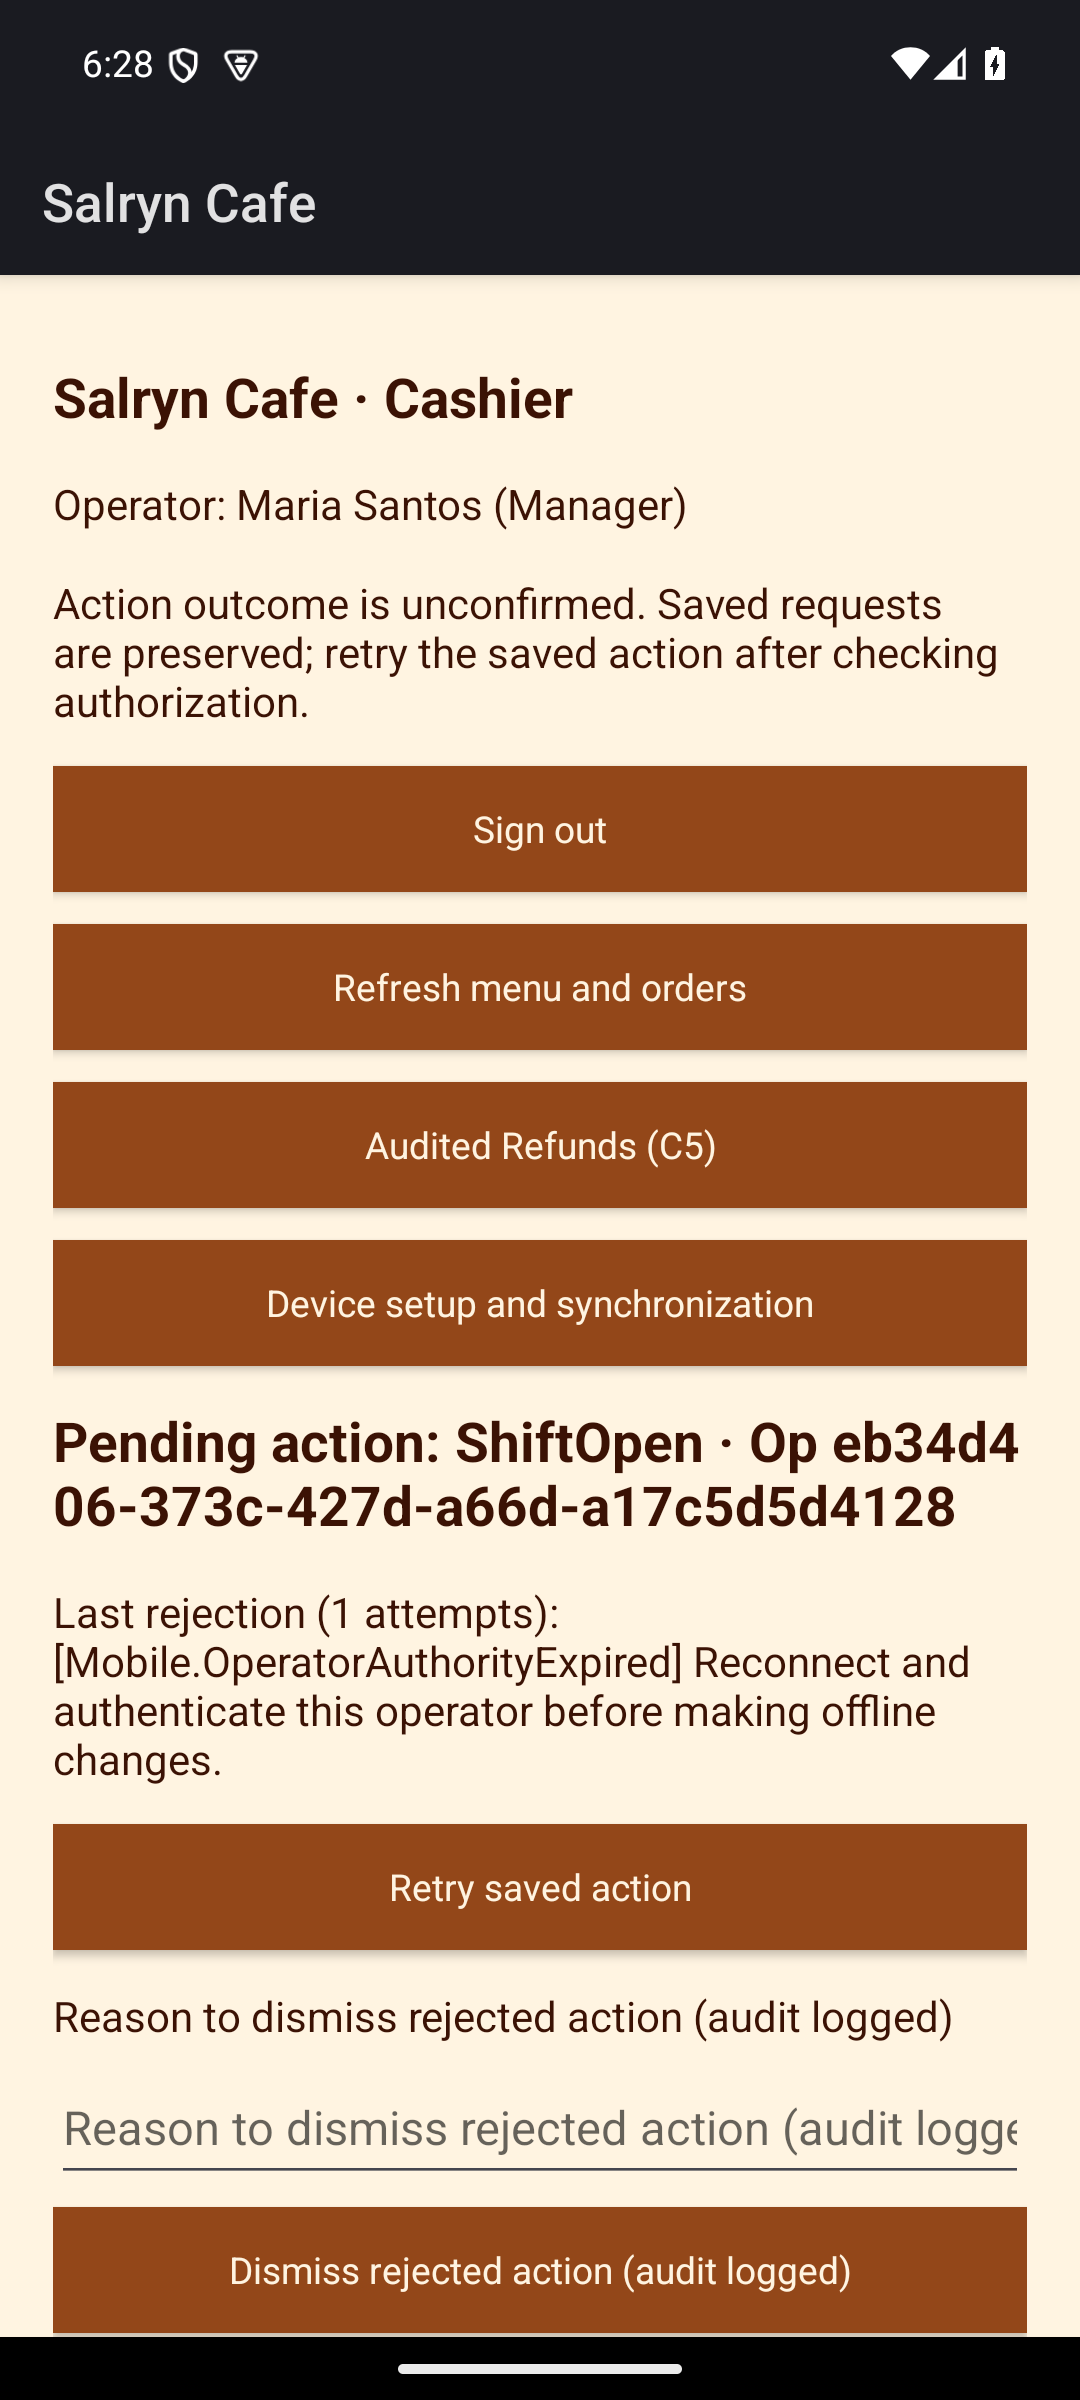 6:28
Salryn Cafe
Salryn Cafe · Cashier
Operator: Maria Santos (Manager)
Action outcome is unconfirmed. Saved requests
are preserved; retry the saved action after checking
authorization.
Sign out
Refresh menu and orders
Audited Refunds (C5)
Device setup and synchronization
Pending action: ShiftOpen · Op eb34d4
06-373c-427d-a66d-a17c5d5d4128
Last rejection (1 attempts):
[Mobile.OperatorAuthorityExpired] Reconnect and
authenticate this operator before making offline
changes.
Retry saved action
Reason to dismiss rejected action (audit logged)
Reason to dismiss rejected action (audit logge
Dismiss rejected action (audit logged)